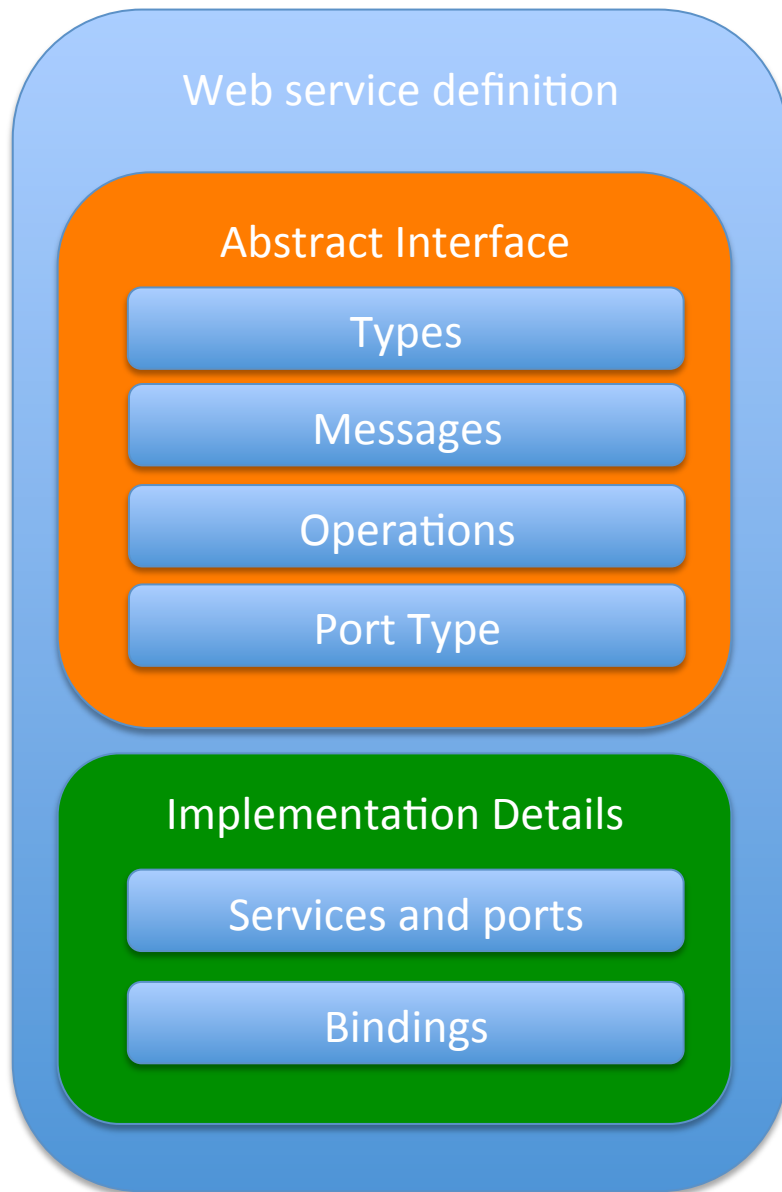 Web service definition
Abstract Interface
Types
Messages
Operations
Port Type
Implementation Details
Services and ports
Bindings